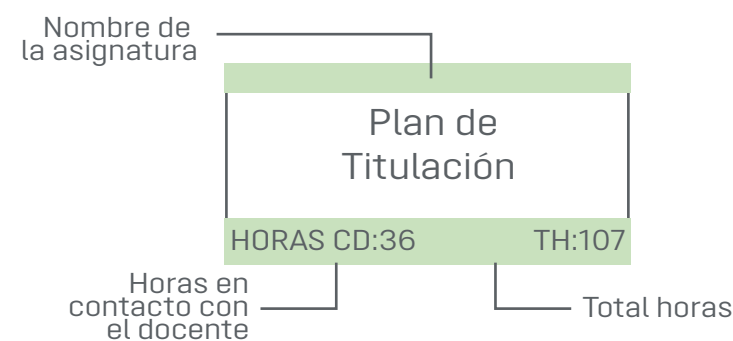 Nombre de
la asignatura
Plan de
Titulación
HORAS CD:36 TH:107
Horas en
contacto con
el docente
Total horas